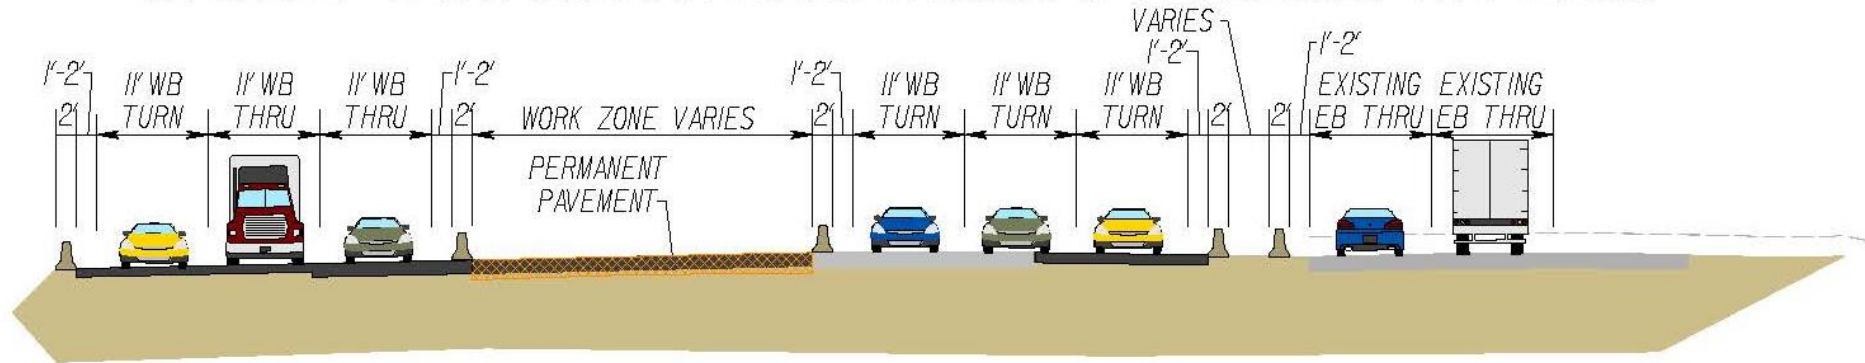 VARIES
1'-2' 1'-2'
1'-2' 11' WB 11' WB 11' WB 1'-2' 1'-2' 11' WB 11' WB 11' WB EXISTING EXISTING
2' TURN THRU THRU 2' WORK ZONE VARIES 2' TURN TURN TURN 2' 2' EB THRU EB THRU
PERMANENT
PAVEMENT